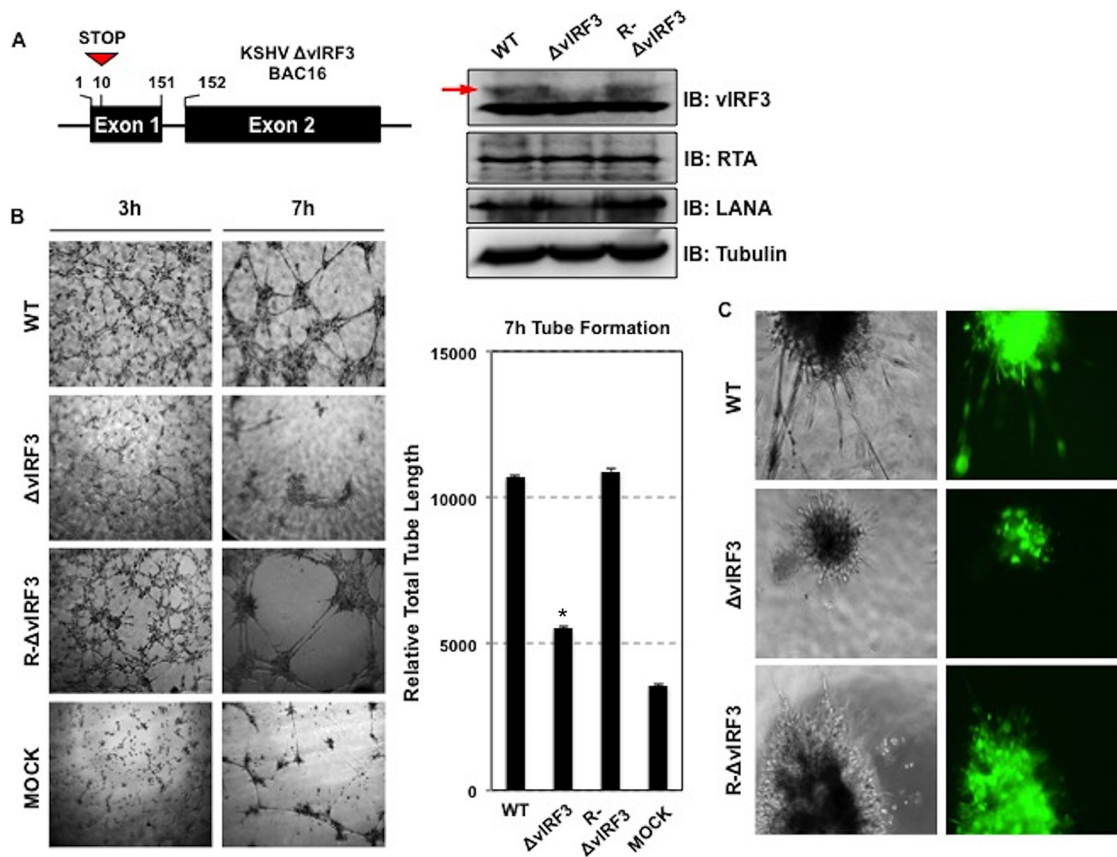 A
STOP
KSHV ΔvIRF3
BAC16
1 10 151 152
Exon 1
Exon 2
WT
ΔvIRF3
R-
ΔvIRF3
IB: vIRF3
IB: RTA
IB: LANA
IB: Tubulin
B
3h
7h
WT
ΔvIRF3
R-ΔvIRF3
MOCK
7h Tube Formation
Relative Total Tube Length
15000
10000
5000
0
*
WT
ΔvIRF3
R-
ΔvIRF3
MOCK
C
WT
ΔvIRF3
R-ΔvIRF3